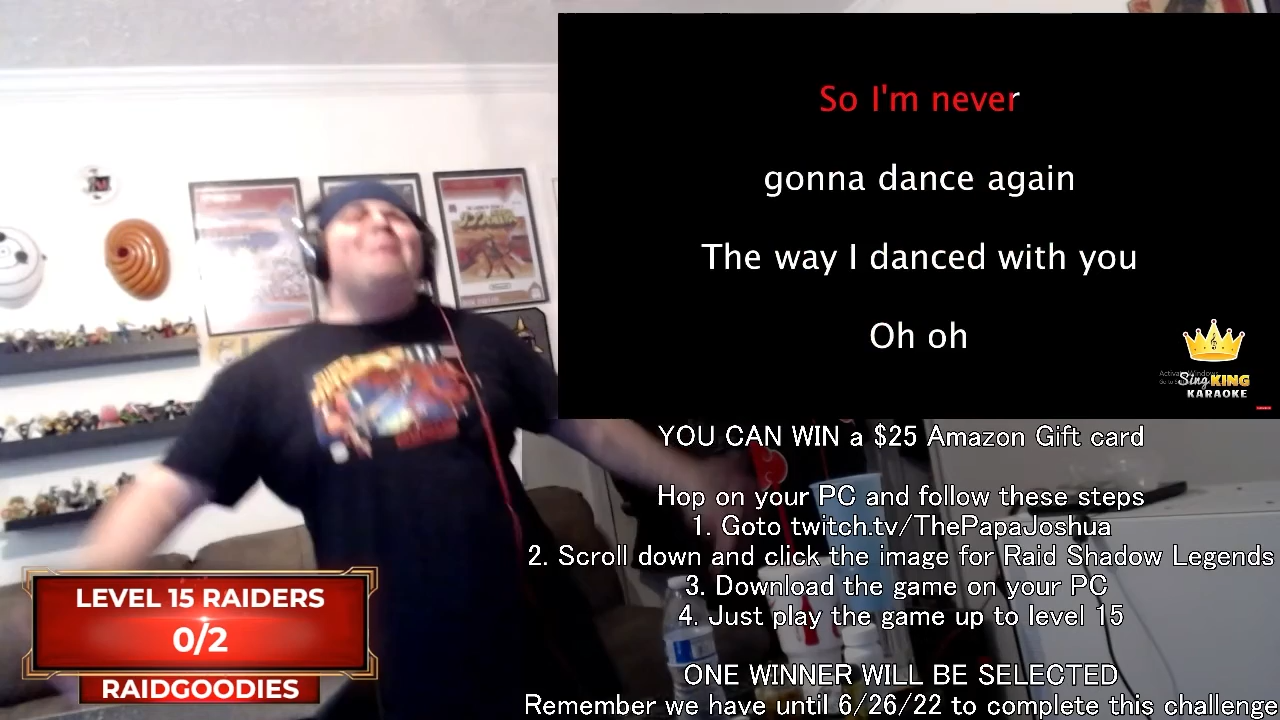 So I'm never
gonna dance again
The way I danced with you
Oh oh
Sing KING
KARAOKE
YOU CAN WIN a $25 Amazon Gift card
Hop on your PC and follow these steps
1. Goto twitch.tv/ThePapaJoshua
2. Scroll down and click the image for Raid Shadow Legends
3. Download the game on your PC
4. Just play the game up to level 15
ONE WINNER WILL BE SELECTED
Remember we have until 6/26/22 to complete this challenge
LEVEL 15 RAIDERS
0/2
RAIDGOODIES